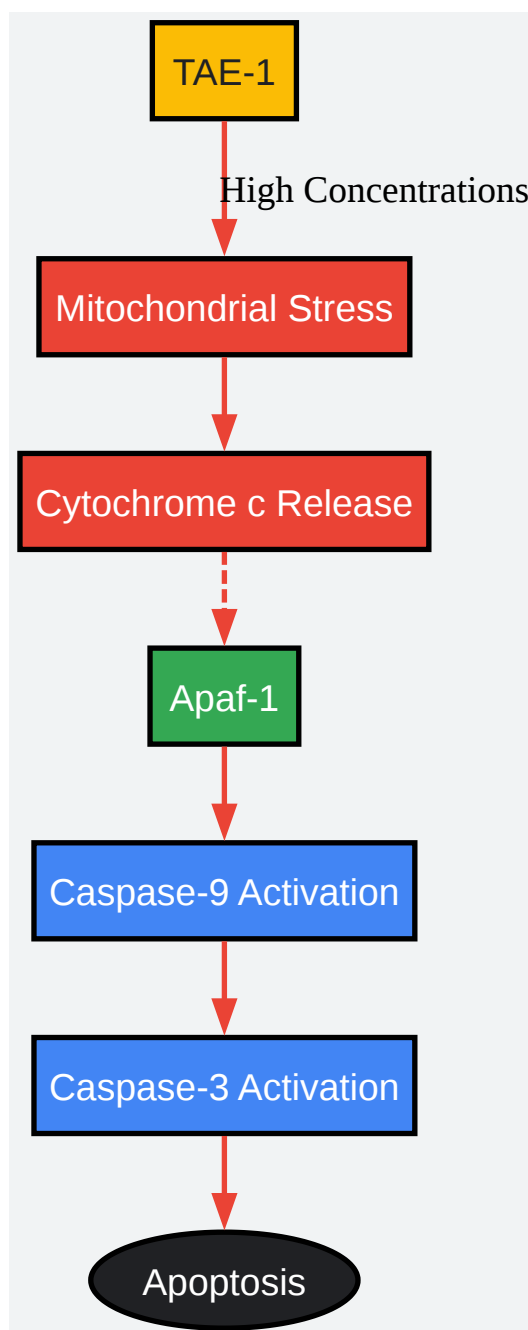 TAE-1
High Concentrations
Mitochondrial Stress
Cytochrome c Release
Apaf-1
Caspase-9 Activation
Caspase-3 Activation
Apoptosis